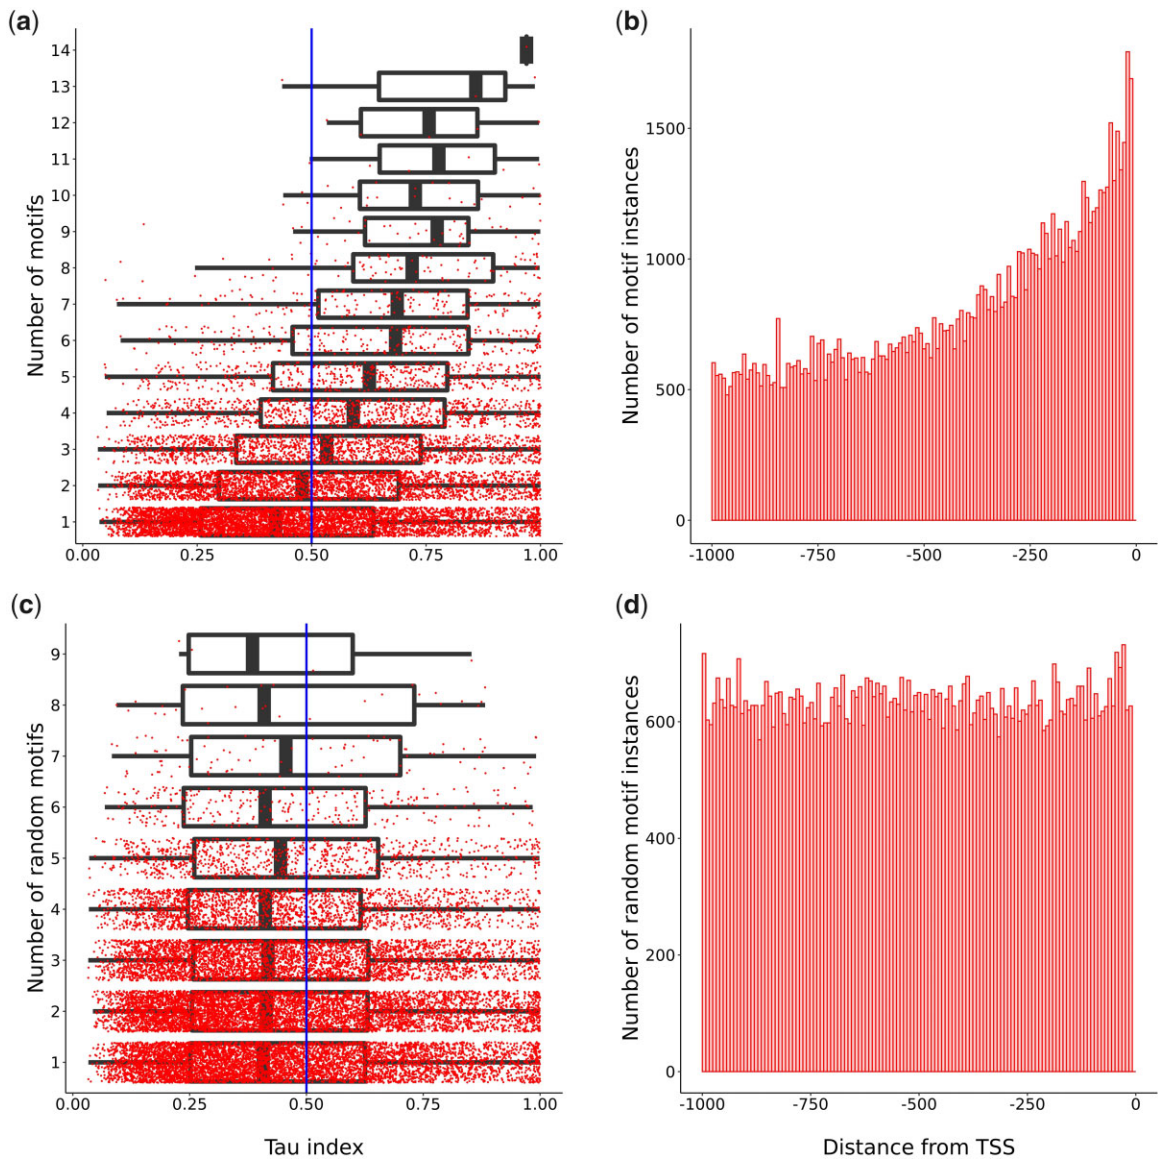 (a)
Number of motifs
14
13
12
11
10
9
8
7
6
5
4
3
2
1
0.00 0.25 0.50 0.75 1.00
(b)
Number of motif instances
1500
1000
500
0
-1000 -750 -500 -250 0
(c)
Number of random motifs
9
8
7
6
5
4
3
2
1
0.00 0.25 0.50 0.75 1.00
Tau index
(d)
Number of random motif instances
600
400
200
0
-1000 -750 -500 -250 0
Distance from TSS